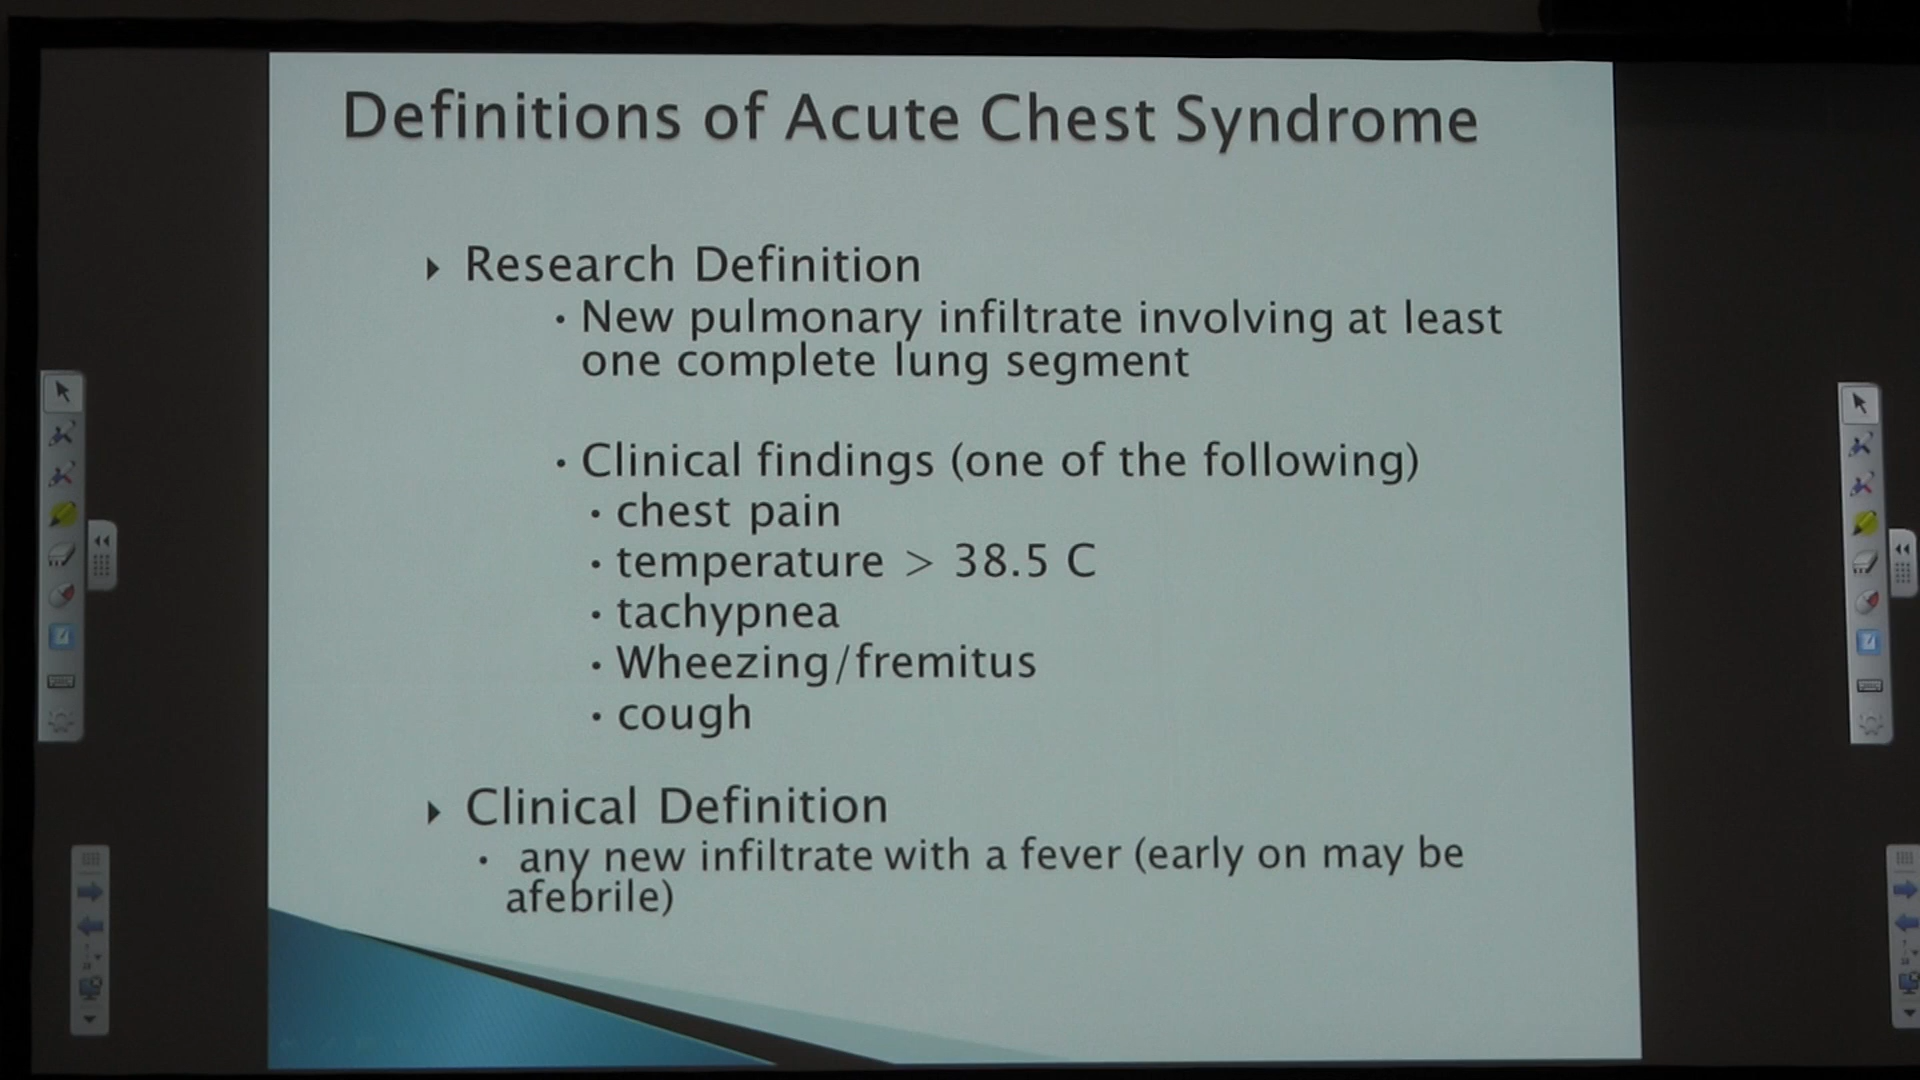 Definitions of Acute Chest Syndrome
Research Definition
New pulmonary infiltrate involving at least
one complete lung segment
Clinical findings (one of the following)
chest pain
temperature > 38.5 C
tachypnea
Wheezing/fremitus
cough
Clinical Definition
any new infiltrate with a fever (early on may be
afebrile)